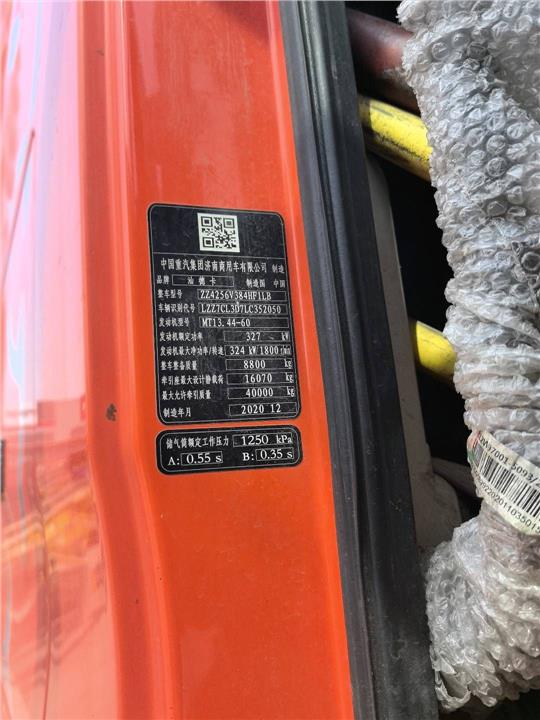 中国重汽集团济南商用车有限公司 制造
品牌 汕德卡 制造国 中国
整车型号 ZZ4256V384HF1LB
车辆识别代号 LZZ7CL3D7LC352050
发动机型号 MT13.44-60
发动机额定功率 327 kW
发动机最大净功率/转速 324 kW 1800 r/min
整车整备质量 8800 kg
牵引座最大设计静载荷 16070 kg
最大允许牵引质量 40000 kg
制造年月 2020 12
储气筒额定工作压力 1250 kPa
A: 0.55 s B: 0.35 s